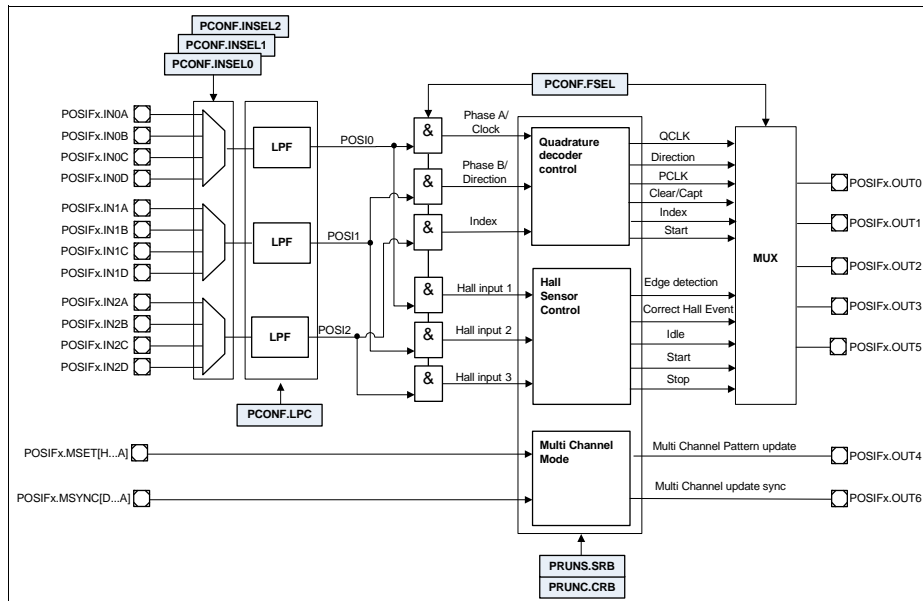 PCONF.INSEL2
PCONF.INSEL1
PCONF.INSEL0
PCONF.FSEL
POSIFx.IN0A
POSIFx.IN0B
POSIFx.IN0C
POSIFx.IN0D
POSIFx.IN1A
POSIFx.IN1B
POSIFx.IN1C
POSIFx.IN1D
POSIFx.IN2A
POSIFx.IN2B
POSIFx.IN2C
POSIFx.IN2D
LPF
LPF
LPF
POSI0
POSI1
POSI2
PCONF.LPC
&
&
&
&
&
&
Phase A/
Clock
Phase B/
Direction
Index
Hall input 1
Hall input 2
Hall input 3
Quadrature
decoder
control
QCLK
Direction
PCLK
Clear/Capt
Index
Start
Hall
Sensor
Control
Edge detection
Correct Hall Event
Idle
Start
Stop
MUX
POSIFx.OUT0
POSIFx.OUT1
POSIFx.OUT2
POSIFx.OUT3
POSIFx.OUT5
POSIFx.MSET[H...A]
POSIFx.MSYNC[D...A]
Multi Channel
Mode
Multi Channel Pattern update
Multi Channel update sync
POSIFx.OUT4
POSIFx.OUT6
PRUNS.SRB
PRUNC.CRB